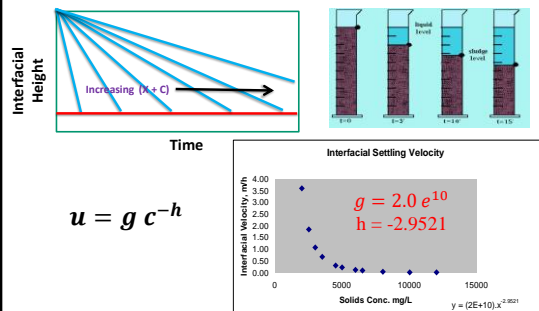 Interfacial
Height
Increasing (X + C)
Time
liquid
level
sludge
level
t=0
t=2'
t=14'
t=15'
u = g c^{-h}
Interfacial Settling Velocity
Interfacial Velocity, m/h
4.00
3.50
3.00
2.50
2.00
1.50
1.00
0.50
0.00
0
5000
10000
15000
Solids Conc. mg/L
g = 2.0 e^{10}
h = -2.9521
y = (2E+10).x^{-2.9521}